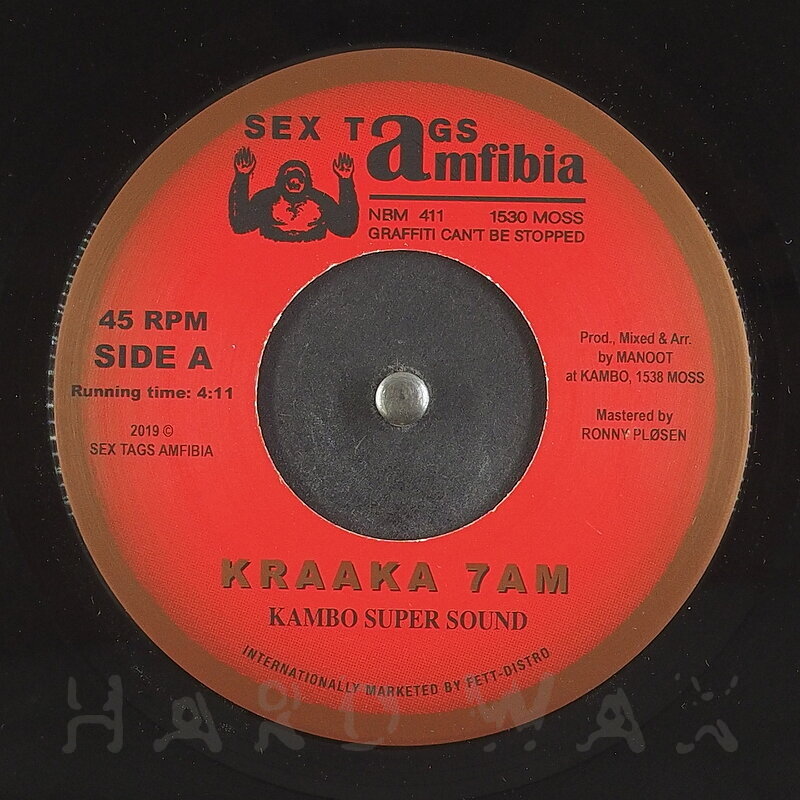 SEX TaGS
amfibia
NBM 411 1530 MOSS
GRAFFITI CAN'T BE STOPPED
45 RPM
SIDE A
Running time: 4:11
2019 ©
SEX TAGS AMFIBIA
Prod., Mixed & Arr.
by MANOOT
at KAMBO, 1538 MOSS
Mastered by
RONNY PLØSEN
KRAAKA 7AM
KAMBO SUPER SOUND
INTERNATIONALLY MARKETED BY FETT-DISTRO
HARD WAX